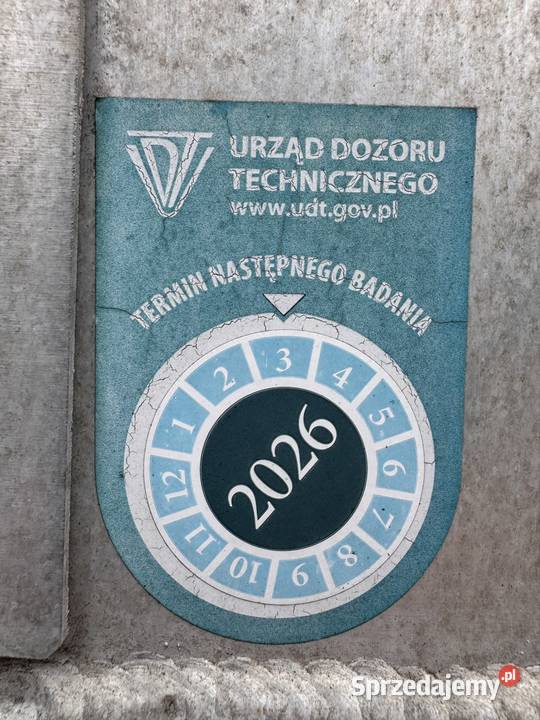 UDT
URZĄD DOZORU
TECHNICZNEGO
www.udt.gov.pl
TERMIN NASTĘPNEGO BADANIA
1
2
3
4
5
6
7
8
9
10
11
12
2026
Sprzedajemy.pl